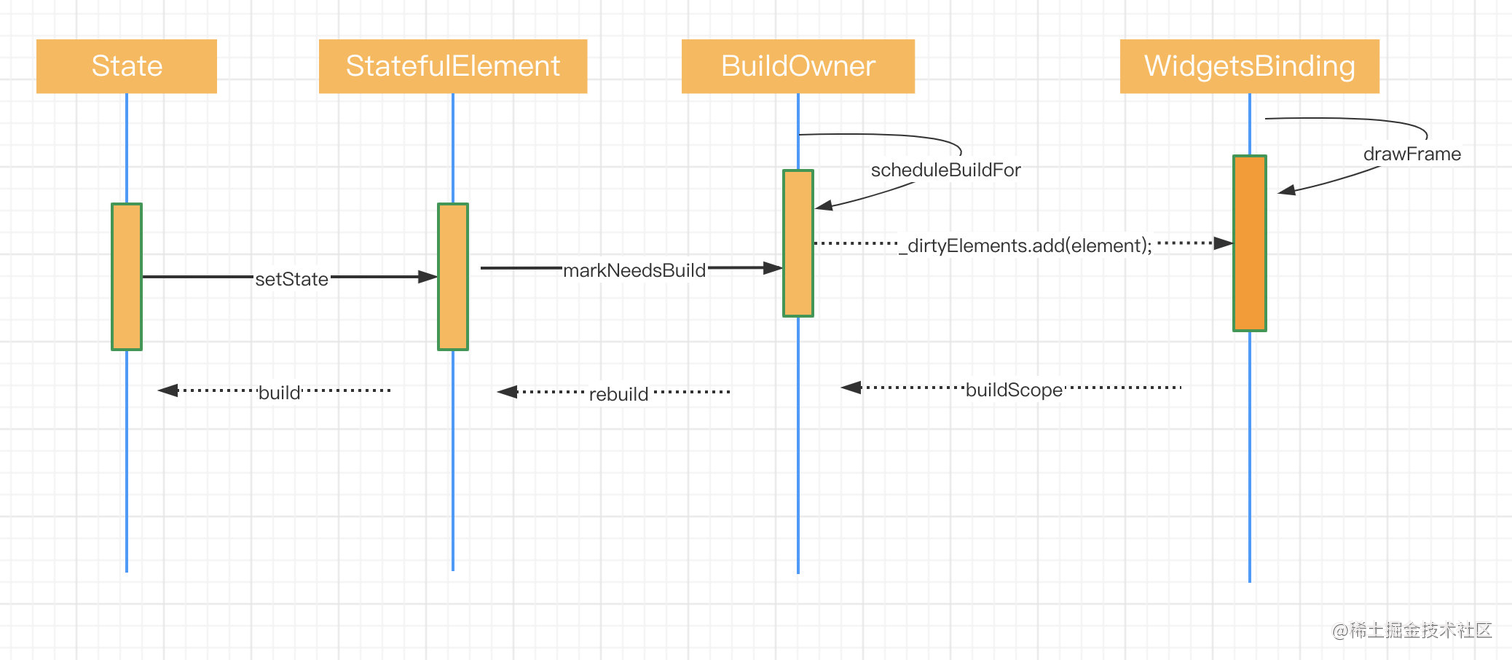 State
StatefulElement
BuildOwner
WidgetsBinding
scheduleBuildFor
drawFrame
_dirtyElements.add(element);
setState
markNeedsBuild
build
rebuild
buildScope
@稀土掘金技术社区